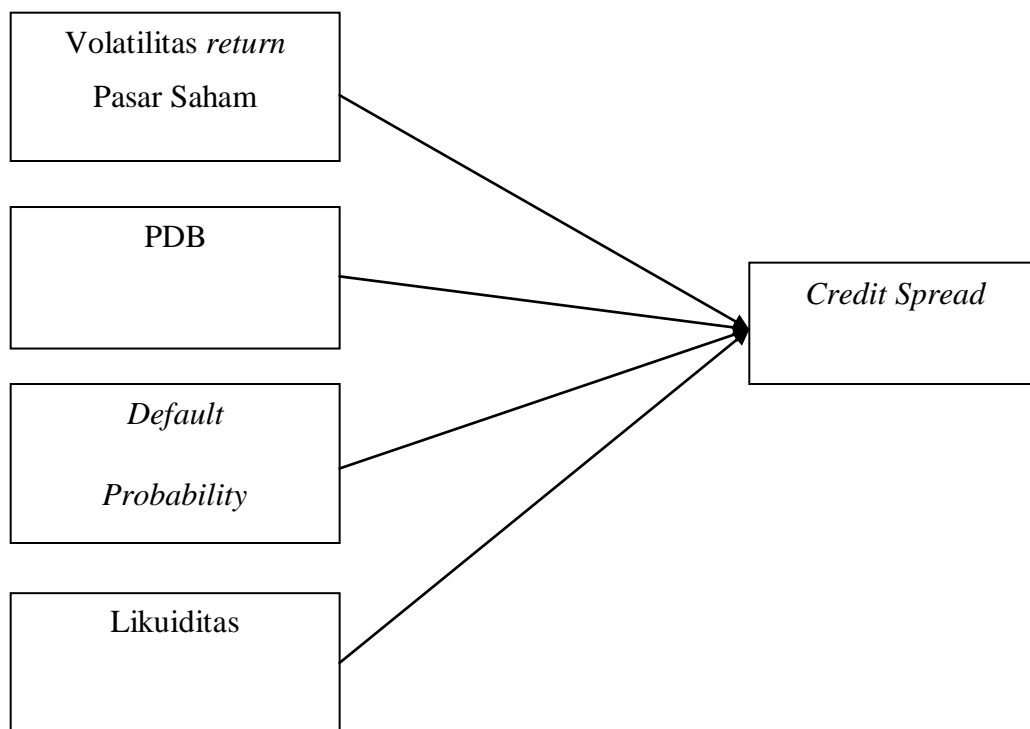 Volatilitas return
Pasar Saham
PDB
Default
Probability
Likuiditas
Credit Spread